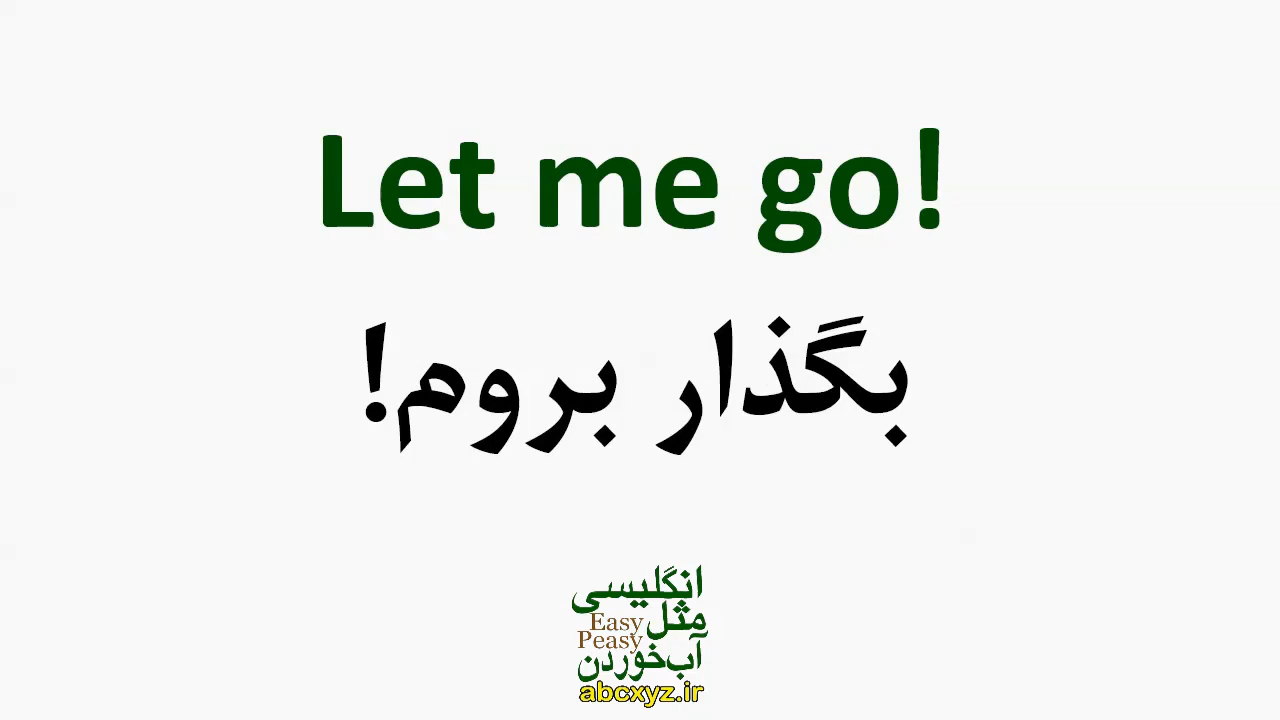 Let me go!
بگذار بروم!
انگلیسی
مثل Easy
Peasy
آب‌خوردن
abcxyz.ir